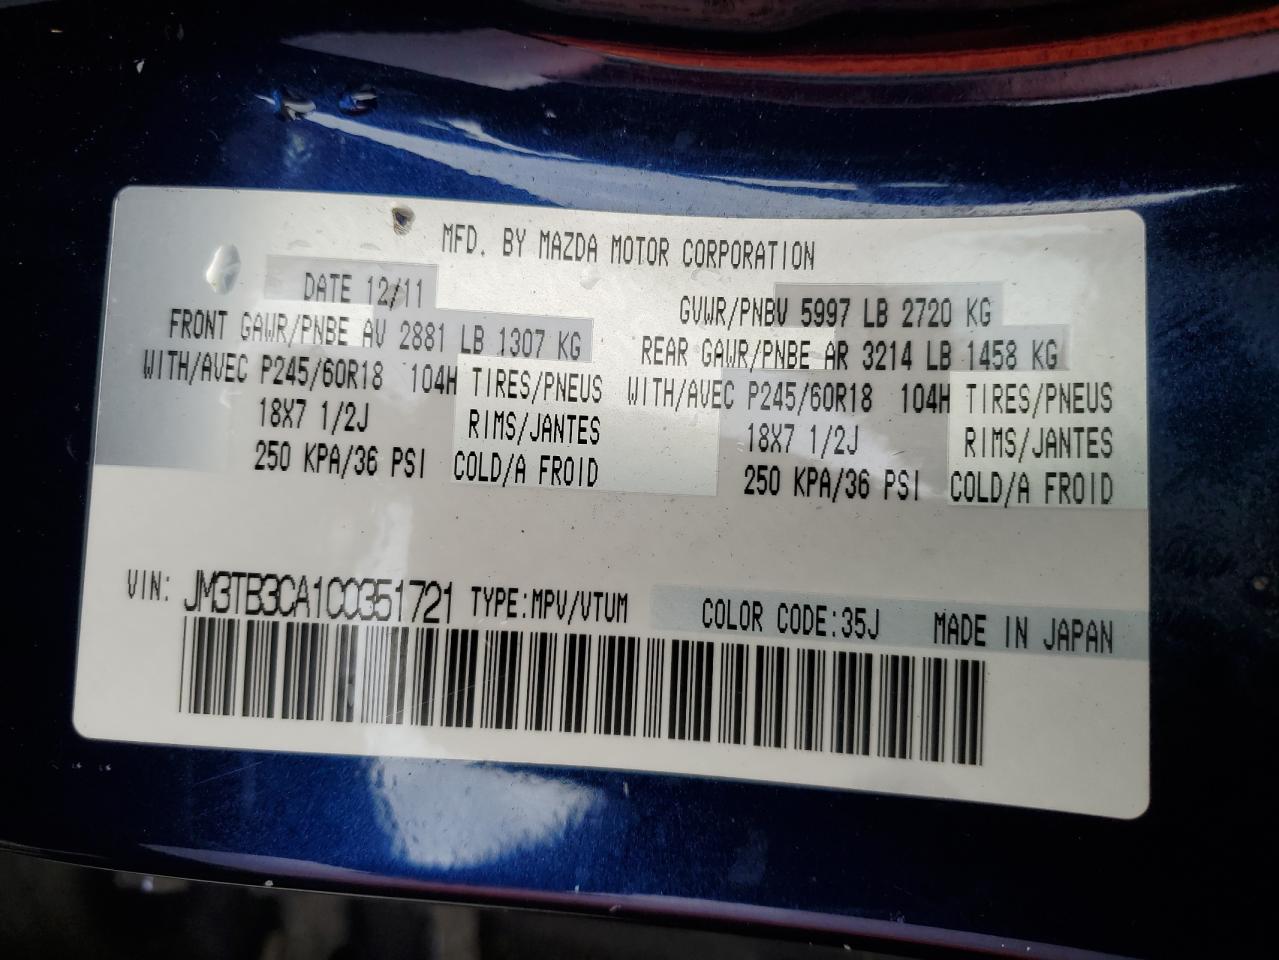 MFD. BY MAZDA MOTOR CORPORATION
DATE 12/11 GVWR/PNBV 5997 LB 2720 KG
FRONT GAWR/PNBE AV 2881 LB 1307 KG REAR GAWR/PNBE AR 3214 LB 1458 KG
WITH/AVEC P245/60R18 104H TIRES/PNEUS WITH/AVEC P245/60R18 104H TIRES/PNEUS
18X7 1/2J RIMS/JANTES 18X7 1/2J RIMS/JANTES
250 KPA/36 PSI COLD/A FROID 250 KPA/36 PSI COLD/A FROID
VIN: JM3TB3CA1C0351721 TYPE:MPV/VTUM COLOR CODE:35J MADE IN JAPAN